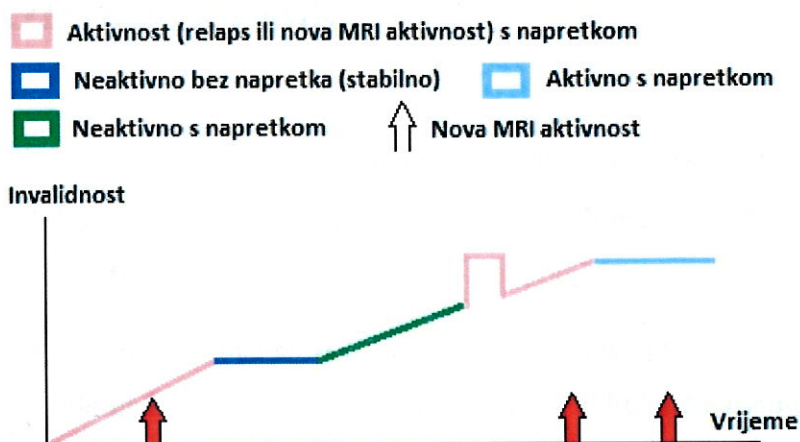 Aktivnost (relaps ili nova MRI aktivnost) s napretkom
Neaktivno bez napretka (stabilno) Aktivno s napretkom
Neaktivno s napretkom Nova MRI aktivnost
Invalidnost
Vrijeme